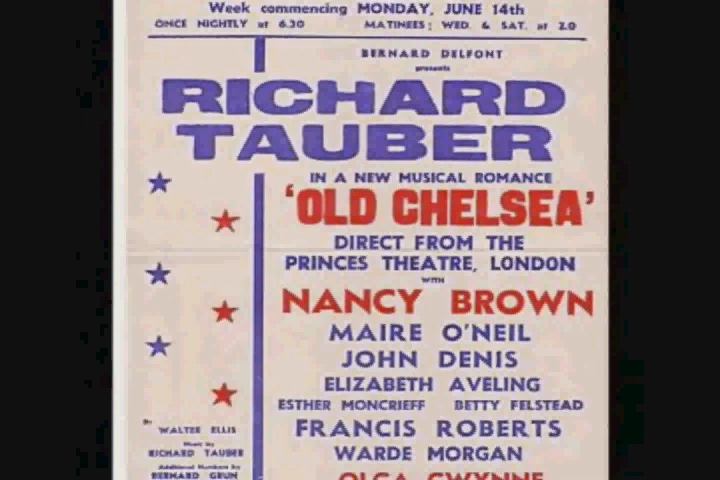 Week commencing MONDAY, JUNE 14th
ONCE NIGHTLY at 6.30 MATINEES; WED. & SAT. at 2.0
BERNARD DELFONT
presents
RICHARD
TAUBER
IN A NEW MUSICAL ROMANCE
'OLD CHELSEA'
DIRECT FROM THE
PRINCES THEATRE, LONDON
WITH
NANCY BROWN
MAIRE O'NEIL
JOHN DENIS
ELIZABETH AVELING
ESTHER MONCRIEFF BETTY FELSTEAD
FRANCIS ROBERTS
WARDE MORGAN
OLGA GWYNNE
By
WALTER ELLIS
Music by
RICHARD TAUBER
Additional Numbers by
BERNARD GRUN